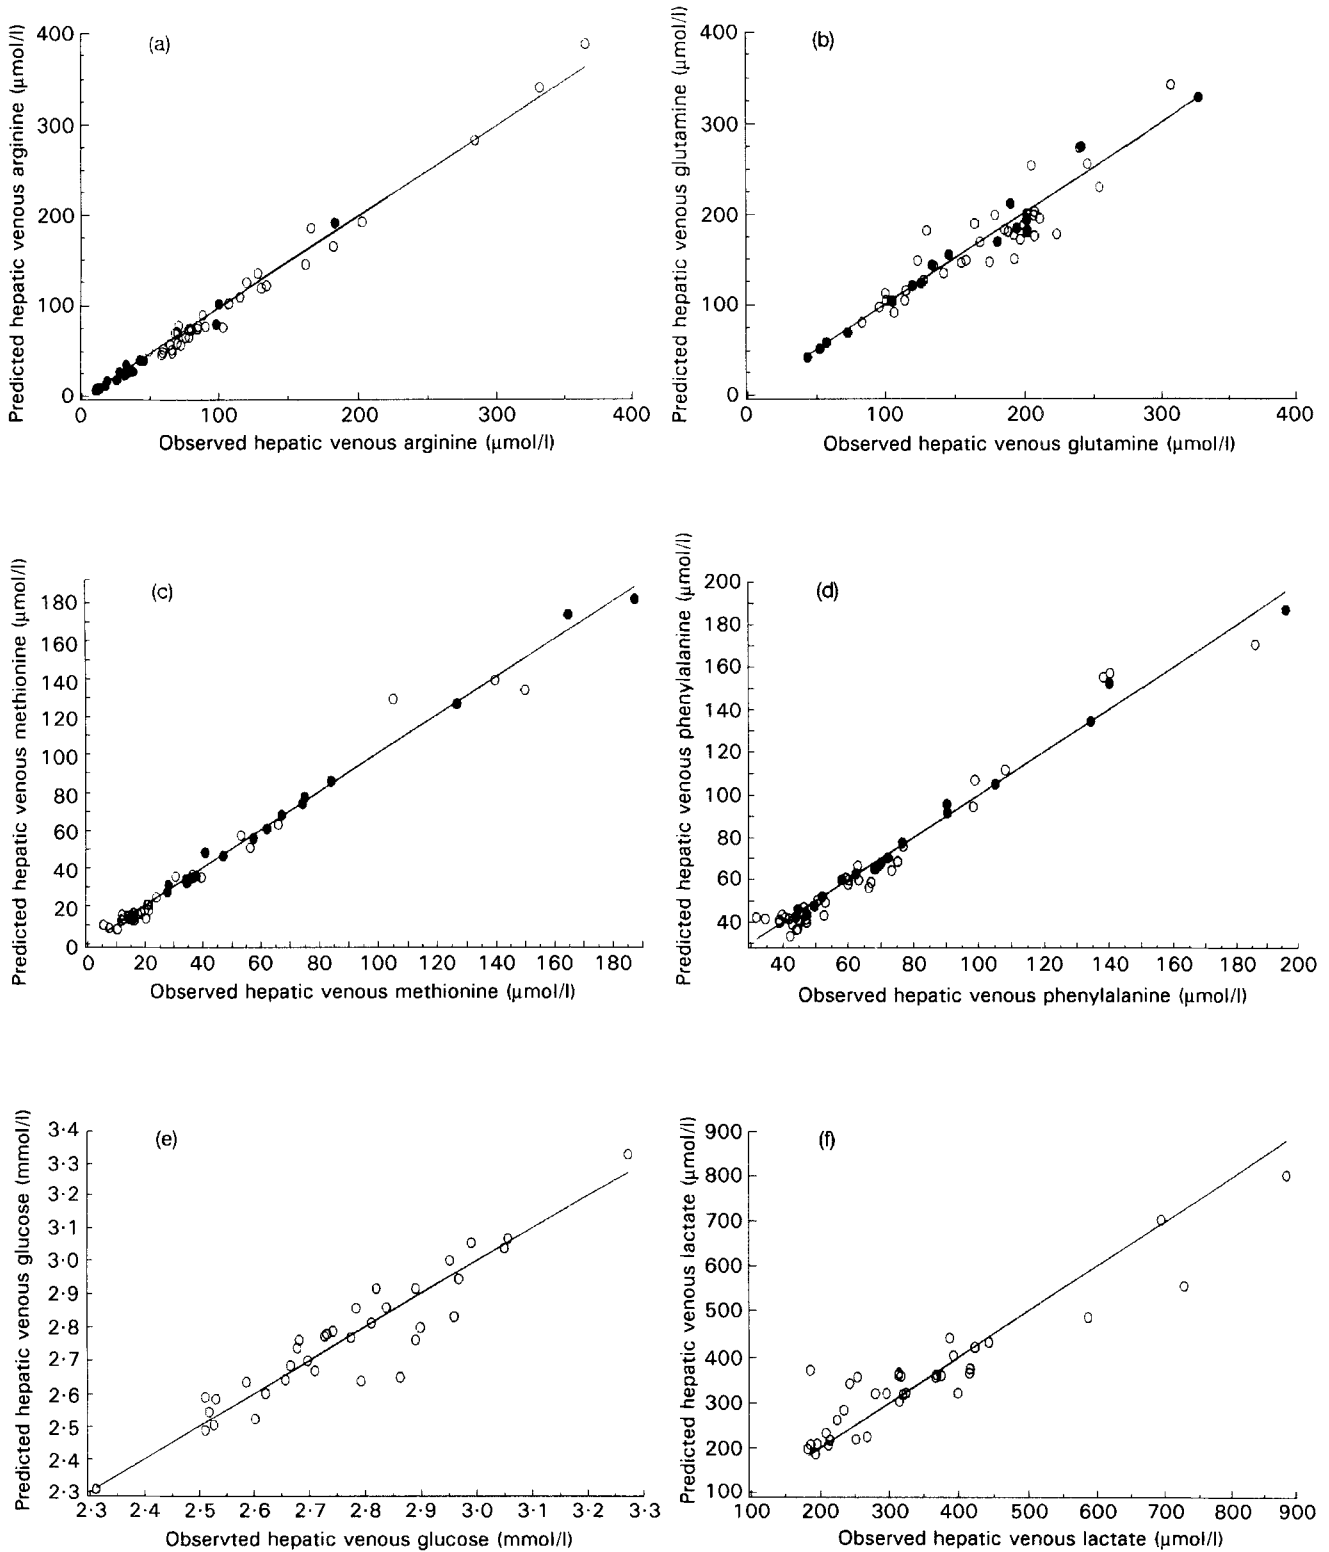 (a)
Predicted hepatic venous arginine (μmol/l)
400
300
200
100
0
0 100 200 300 400
Observed hepatic venous arginine (μmol/l)
(b)
Predicted hepatic venous glutamine (μmol/l)
400
300
200
100
0
0 100 200 300 400
Observed hepatic venous glutamine (μmol/l)
(c)
Predicted hepatic venous methionine (μmol/l)
180
160
140
120
100
80
60
40
20
0
0 20 40 60 80 100 120 140 160 180
Observed hepatic venous methionine (μmol/l)
(d)
Predicted hepatic venous phenylalanine (μmol/l)
200
180
160
140
120
100
80
60
40
40 60 80 100 120 140 160 180 200
Observed hepatic venous phenylalanine (μmol/l)
(e)
Predicted hepatic venous glucose (mmol/l)
3·4
3·3
3·2
3·1
3·0
2·9
2·8
2·7
2·6
2·5
2·4
2·3
2·3 2·4 2·5 2·6 2·7 2·8 2·9 3·0 3·1 3·2 3·3
Observted hepatic venous glucose (mmol/l)
(f)
Predicted hepatic venous lactate (μmol/l)
900
800
700
600
500
400
300
200
100
100 200 300 400 500 600 700 800 900
Observed hepatic venous lactate (μmol/l)